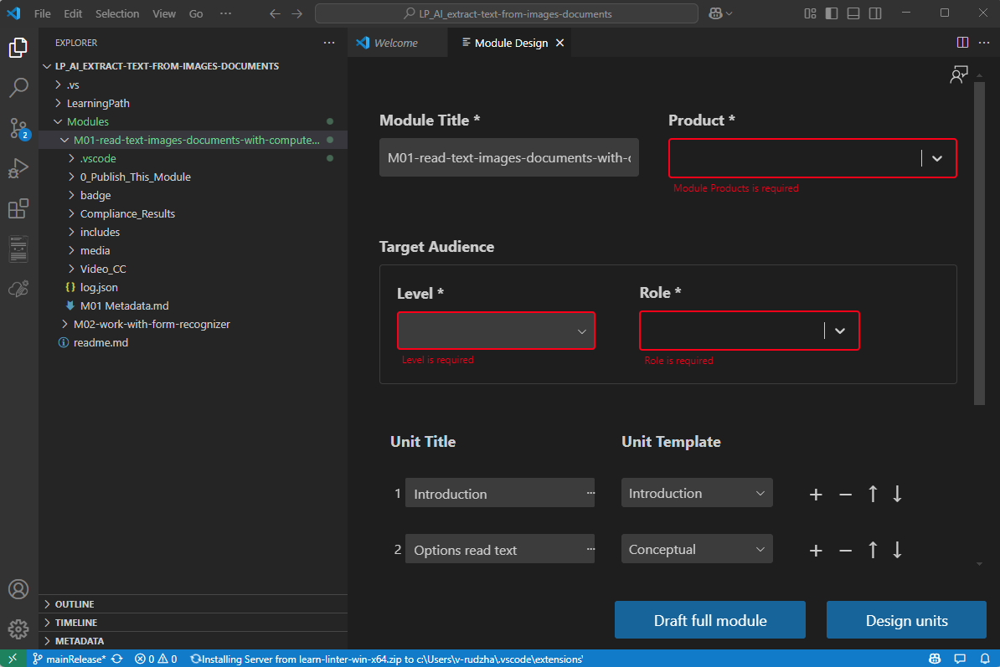 File Edit Selection View Go ··· LP_AI_extract-text-from-images-documents
EXPLORER ···
Welcome
Module Design
LP_AI_EXTRACT-TEXT-FROM-IMAGES-DOCUMENTS
.vs
LearningPath
Modules
M01-read-text-images-documents-with-compute...
.vscode
0_Publish_This_Module
badge
Compliance_Results
includes
media
Video_CC
{} log.json
M01 Metadata.md
M02-work-with-form-recognizer
readme.md
2
OUTLINE
TIMELINE
METADATA
Module Title *
Product *
M01-read-text-images-documents-with-c
Module Products is required
Target Audience
Level *
Role *
Level is required
Role is required
Unit Title
Unit Template
1 Introduction ··· Introduction + − ↑ ↓
2 Options read text ··· Conceptual + − ↑ ↓
Draft full module
Design units
mainRelease* 0 0 Installing Server from learn-linter-win-x64.zip to c:\Users\v-rudzha\.vscode\extensions'